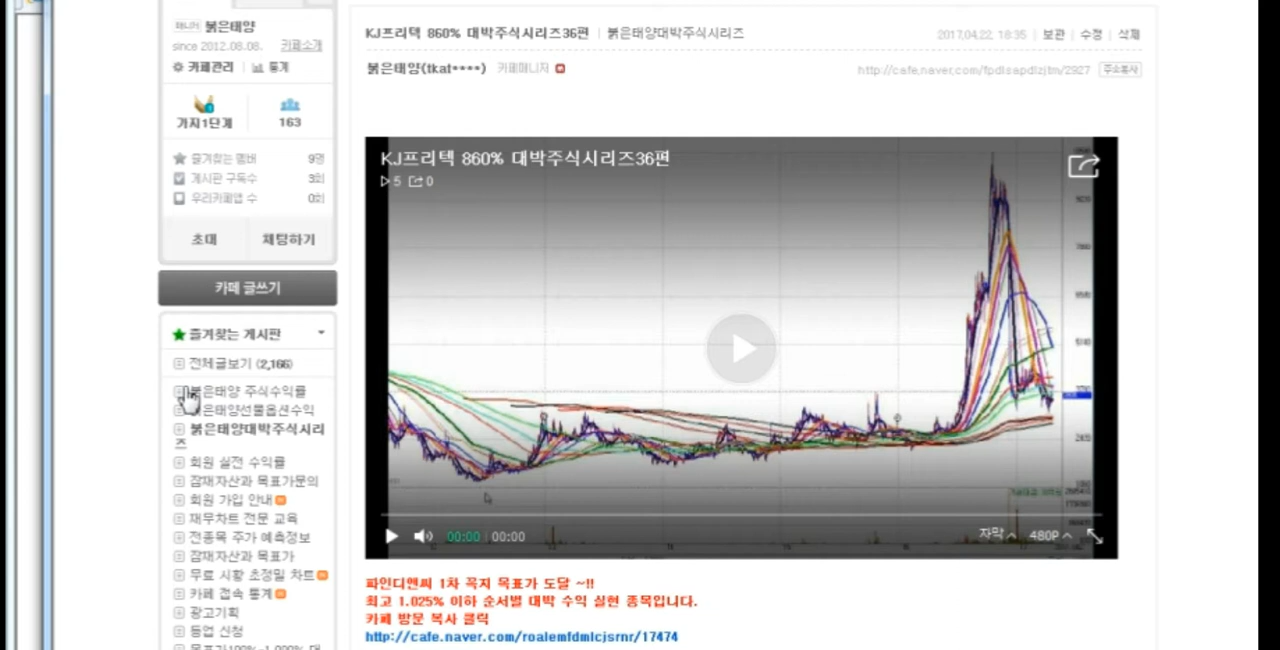 매니저 붉은태양
since 2012.08.08. 카페소개
카페관리 통계
가지1단계 163
즐겨찾는 멤버 9명
게시판 구독수 3회
우리카페앱 수 0회
초대 채팅하기
카페 글쓰기
즐겨찾는 게시판
전체글보기 (2,166)
붉은태양 주식수익률
은태양선물옵션수익
붉은태양대박주식시리
즈
회원 실전 수익률
잠재자산과 목표가문의
회원 가입 안내
재무차트 전문 교육
전종목 주가 예측정보
잠재자산과 목표가
무료 시황 초정밀 차트
카페 접속 통계
광고기획
등업 신청
KJ프리텍 860% 대박주식시리즈36편 | 붉은태양대박주식시리즈
2017.04.22. 18:35 | 보관 | 수정 | 삭제
붉은태양(tkat****) 카페매니저
http://cafe.naver.com/fpdlsapdlzjtm/2927 주소복사
KJ프리텍 860% 대박주식시리즈36편
5 0
00:00 00:00 자막 480P
파인디앤씨 1차 꼭지 목표가 도달 ~!!
최고 1.025% 이하 순서별 대박 수익 실현 종목입니다.
카페 방문 복사 클릭
http://cafe.naver.com/roalemfdmlcjsrnr/17474